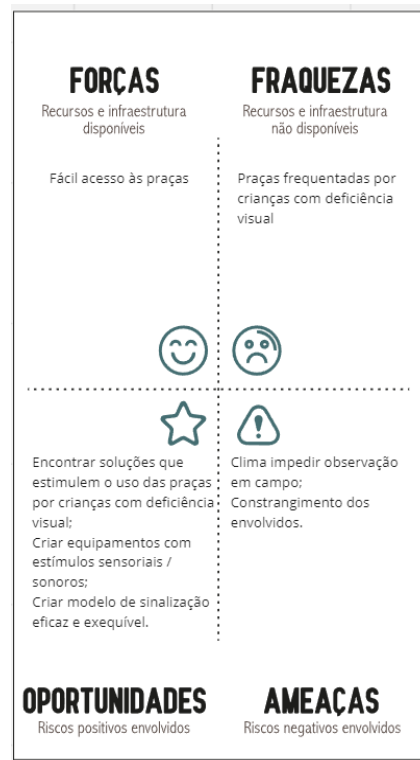 FORÇAS
Recursos e infraestrutura
disponíveis
Fácil acesso às praças
FRAQUEZAS
Recursos e infraestrutura
não disponíveis
Praças frequentadas por
crianças com deficiência
visual
Encontrar soluções que
estimulem o uso das praças
por crianças com deficiência
visual;
Criar equipamentos com
estímulos sensoriais /
sonoros;
Criar modelo de sinalização
eficaz e exequível.
OPORTUNIDADES
Riscos positivos envolvidos
Clima impedir observação
em campo;
Constrangimento dos
envolvidos.
AMEAÇAS
Riscos negativos envolvidos